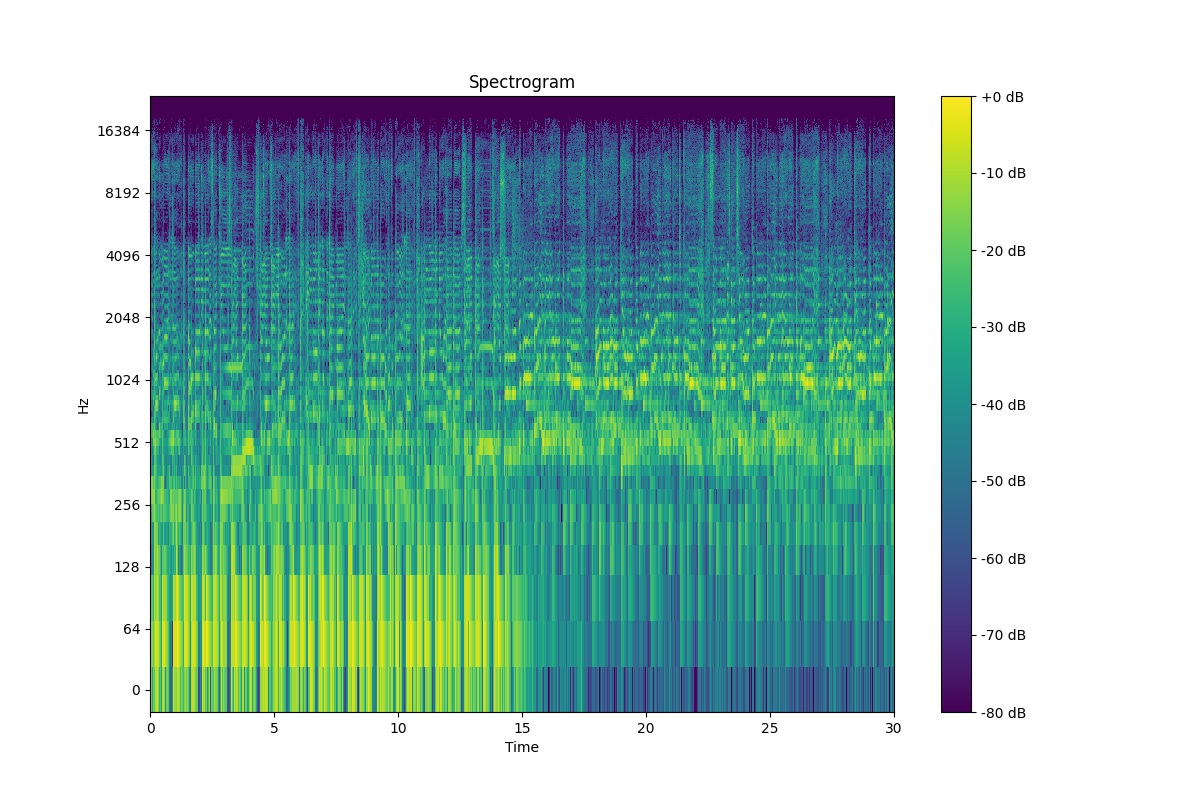 Spectrogram
16384
8192
4096
2048
1024
512
256
128
64
0
Hz
0 5 10 15 20 25 30
Time
+0 dB
-10 dB
-20 dB
-30 dB
-40 dB
-50 dB
-60 dB
-70 dB
-80 dB